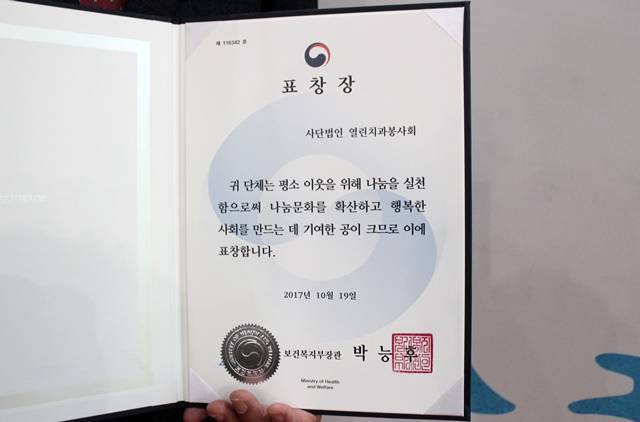 제 116342 호
표 창 장
사단법인 열린치과봉사회
귀 단체는 평소 이웃을 위해 나눔을 실천
함으로써 나눔문화를 확산하고 행복한
사회를 만드는 데 기여한 공이 크므로 이에
표창합니다.
2017년 10월 19일
보건복지부장관 박 능 후
Ministry of Health
and Welfare